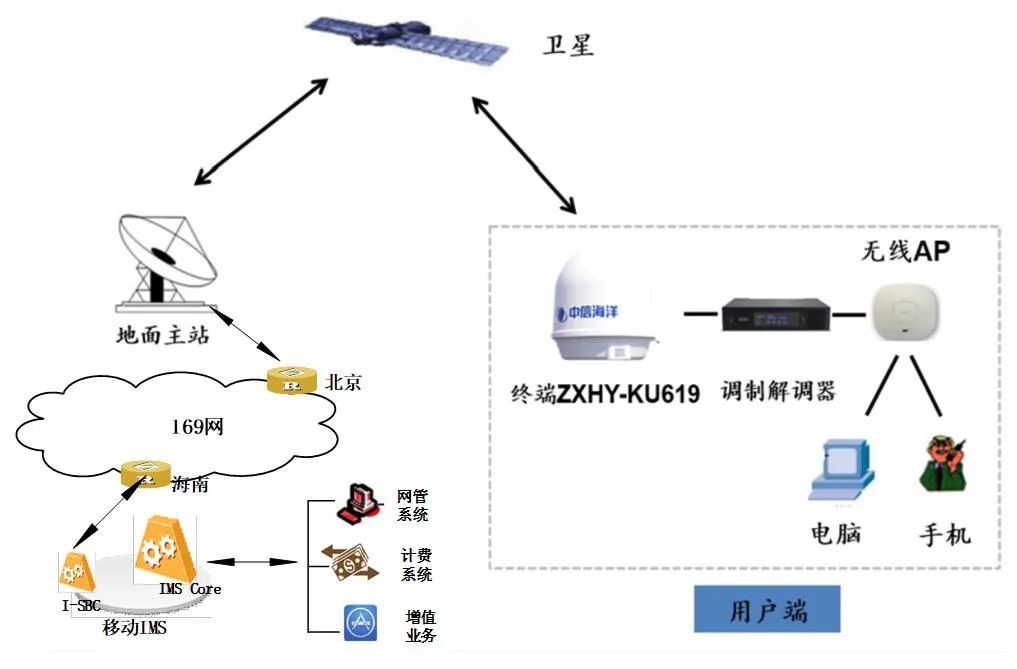 卫星
地面主站
北京
169网
海南
I-SBC
IMS Core
移动IMS
网管
系统
计费
系统
增值
业务
无线AP
中信海洋
终端ZXHY-KU619
调制解调器
电脑
手机
用户端